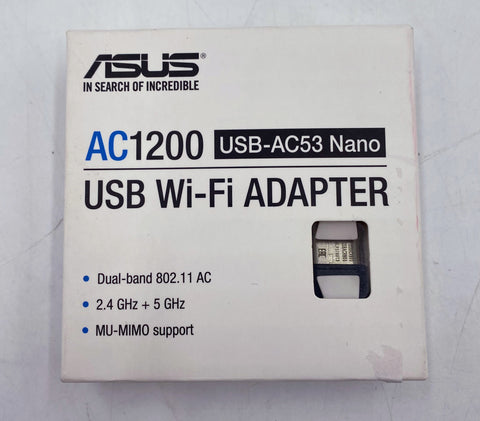 ASUS®
IN SEARCH OF INCREDIBLE
AC1200 USB-AC53 Nano
USB Wi-Fi ADAPTER
• Dual-band 802.11 AC
• 2.4 GHz + 5 GHz
• MU-MIMO support